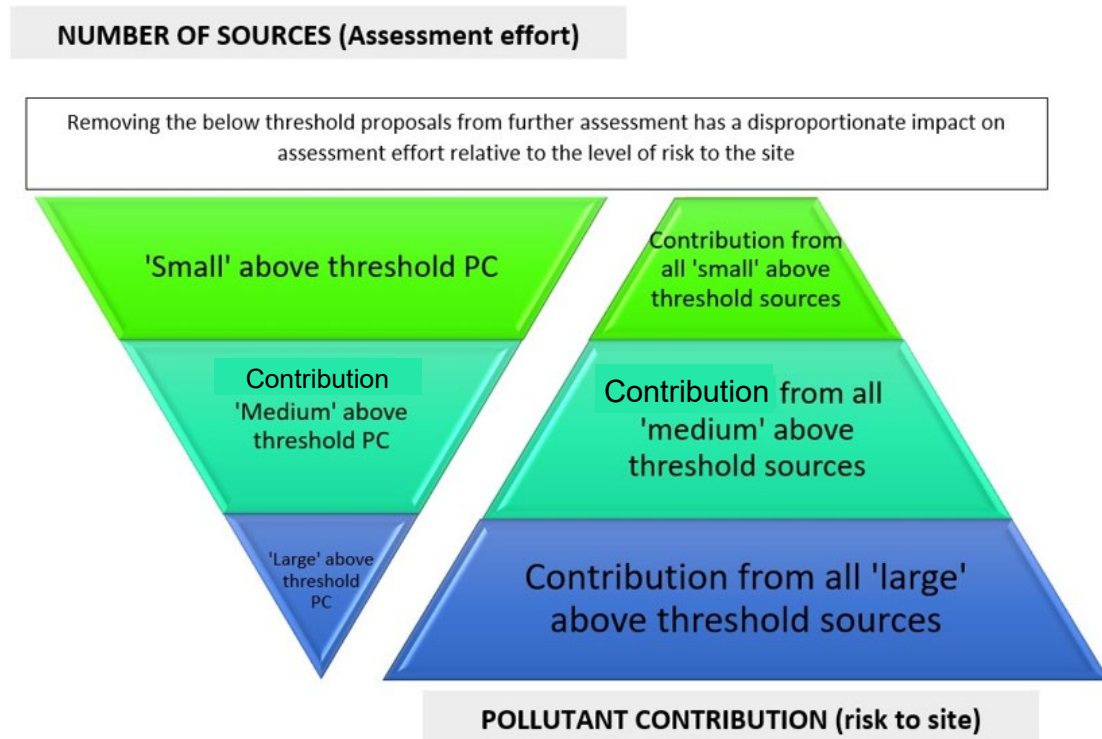 NUMBER OF SOURCES (Assessment effort)
Removing the below threshold proposals from further assessment has a disproportionate impact on
assessment effort relative to the level of risk to the site
'Small' above threshold PC
Contribution
'Medium' above
threshold PC
'Large' above
threshold
PC
Contribution from
all 'small' above
threshold sources
Contribution from all
'medium' above
threshold sources
Contribution from all 'large'
above threshold sources
POLLUTANT CONTRIBUTION (risk to site)